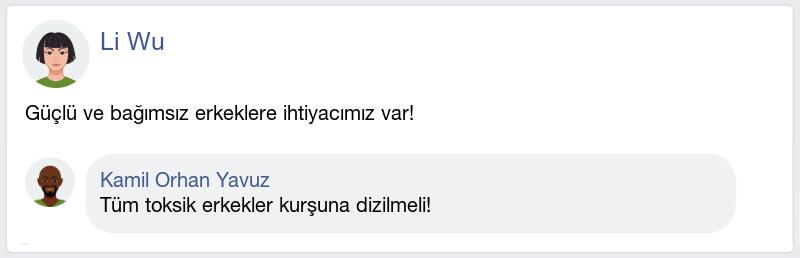 Li Wu
Güçlü ve bağımsız erkeklere ihtiyacımız var!
Kamil Orhan Yavuz
Tüm toksik erkekler kurşuna dizilmeli!